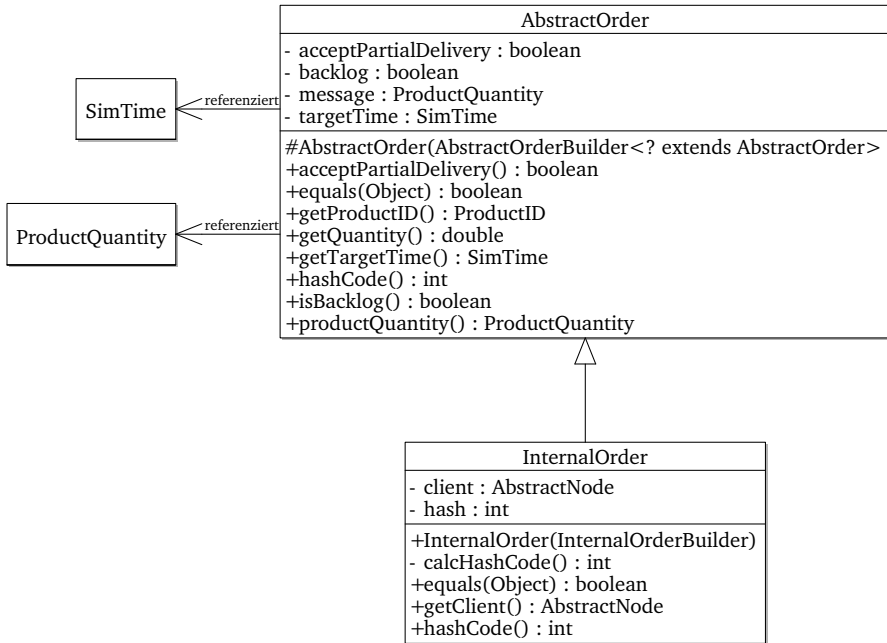 AbstractOrder
- acceptPartialDelivery : boolean
- backlog : boolean
- message : ProductQuantity
- targetTime : SimTime
SimTime
referenziert
#AbstractOrder(AbstractOrderBuilder<? extends AbstractOrder>
+acceptPartialDelivery() : boolean
+equals(Object) : boolean
+getProductID() : ProductID
+getQuantity() : double
+getTargetTime() : SimTime
+hashCode() : int
+isBacklog() : boolean
+productQuantity() : ProductQuantity
ProductQuantity
referenziert
InternalOrder
- client : AbstractNode
- hash : int
+InternalOrder(InternalOrderBuilder)
- calcHashCode() : int
+equals(Object) : boolean
+getClient() : AbstractNode
+hashCode() : int